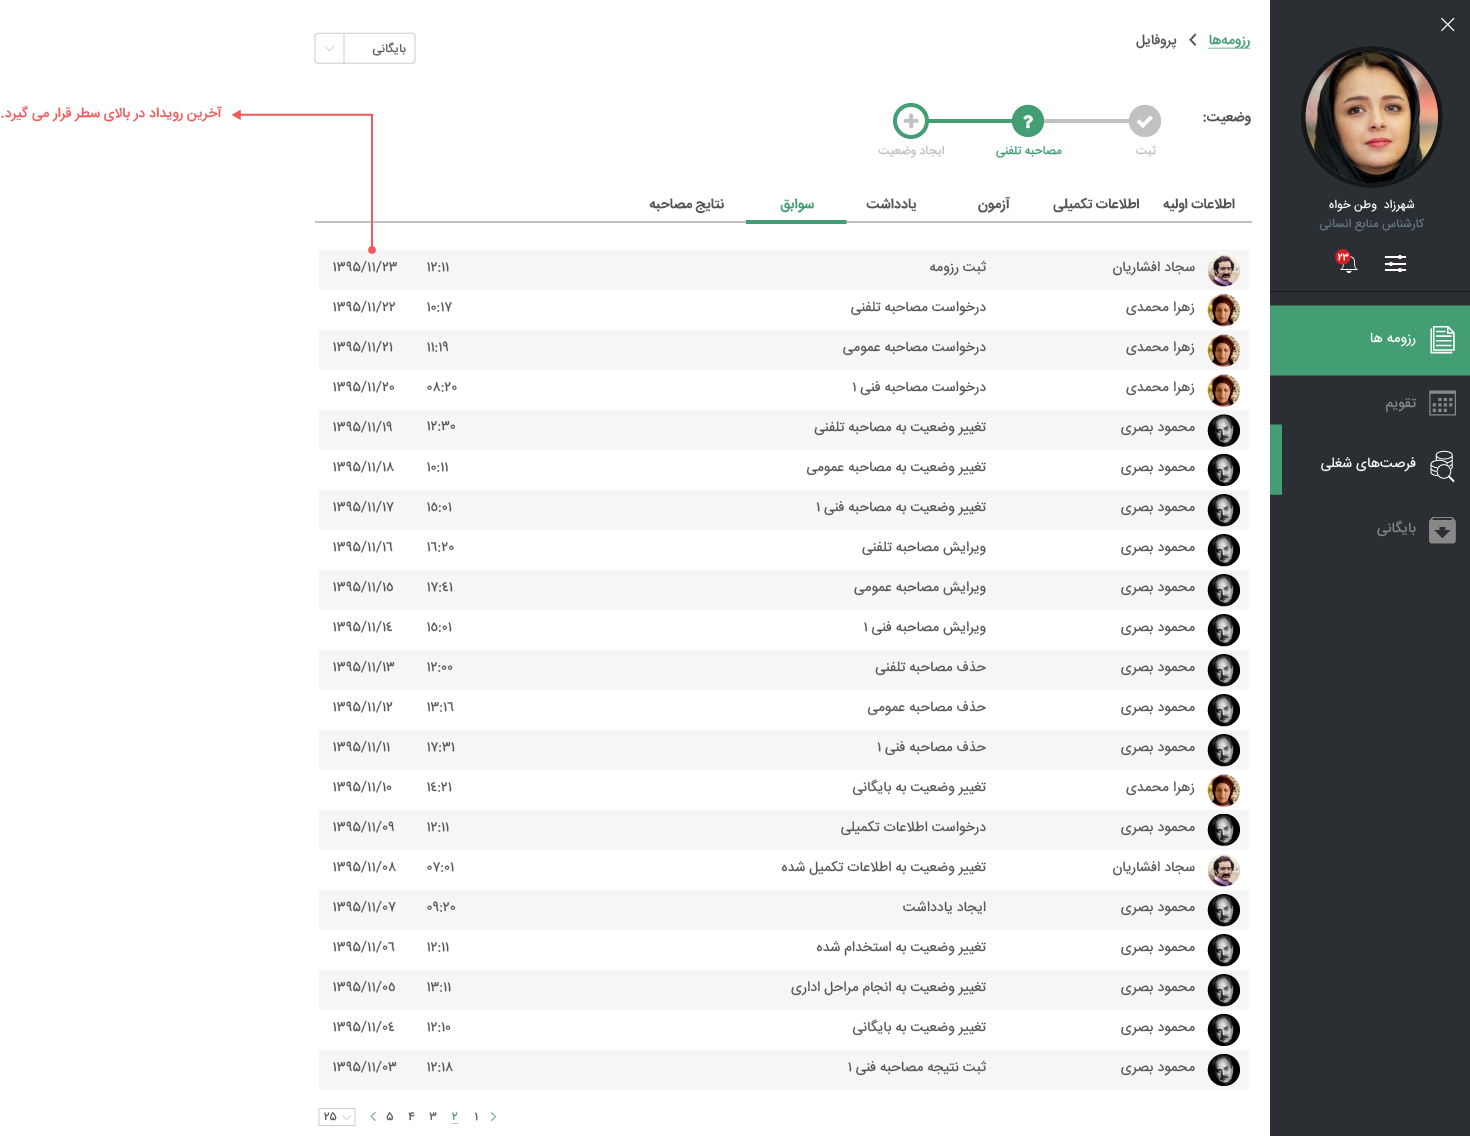 رزومه‌ها
پروفایل
بایگانی
آخرین رویداد در بالای سطر قرار می گیرد.
وضعیت:
ثبت
مصاحبه تلفنی
ایجاد وضعیت
اطلاعات اولیه
اطلاعات تکمیلی
آزمون
یادداشت
سوابق
نتایج مصاحبه
سجاد افشاریان ثبت رزومه ۱۲:۱۱ ۱۳۹۵/۱۱/۲۳
زهرا محمدی درخواست مصاحبه تلفنی ۱۰:۱۷ ۱۳۹۵/۱۱/۲۲
زهرا محمدی درخواست مصاحبه عمومی ۱۱:۱۹ ۱۳۹۵/۱۱/۲۱
زهرا محمدی درخواست مصاحبه فنی ۱ ۰۸:۲۰ ۱۳۹۵/۱۱/۲۰
محمود بصری تغییر وضعیت به مصاحبه تلفنی ۱۲:۳۰ ۱۳۹۵/۱۱/۱۹
محمود بصری تغییر وضعیت به مصاحبه عمومی ۱۰:۱۱ ۱۳۹۵/۱۱/۱۸
محمود بصری تغییر وضعیت به مصاحبه فنی ۱ ۱٥:۰۱ ۱۳۹۵/۱۱/۱۷
محمود بصری ویرایش مصاحبه تلفنی ۱٦:۲۰ ۱۳۹۵/۱۱/۱٦
محمود بصری ویرایش مصاحبه عمومی ۱۷:٤۱ ۱۳۹۵/۱۱/۱٥
محمود بصری ویرایش مصاحبه فنی ۱ ۱٥:۰۱ ۱۳۹۵/۱۱/۱٤
محمود بصری حذف مصاحبه تلفنی ۱۲:۰۰ ۱۳۹۵/۱۱/۱۳
محمود بصری حذف مصاحبه عمومی ۱۳:۱٦ ۱۳۹۵/۱۱/۱۲
محمود بصری حذف مصاحبه فنی ۱ ۱۷:۳۱ ۱۳۹۵/۱۱/۱۱
زهرا محمدی تغییر وضعیت به بایگانی ۱٤:۲۱ ۱۳۹۵/۱۱/۱۰
محمود بصری درخواست اطلاعات تکمیلی ۱۲:۱۱ ۱۳۹۵/۱۱/۰۹
سجاد افشاریان تغییر وضعیت به اطلاعات تکمیل شده ۰۷:۰۱ ۱۳۹۵/۱۱/۰۸
محمود بصری ایجاد یادداشت ۰۹:۲۰ ۱۳۹۵/۱۱/۰۷
محمود بصری تغییر وضعیت به استخدام شده ۱۲:۱۱ ۱۳۹۵/۱۱/۰٦
محمود بصری تغییر وضعیت به انجام مراحل اداری ۱۳:۱۱ ۱۳۹۵/۱۱/۰٥
محمود بصری تغییر وضعیت به بایگانی ۱۲:۱۰ ۱۳۹۵/۱۱/۰٤
محمود بصری ثبت نتیجه مصاحبه فنی ۱ ۱۲:۱۸ ۱۳۹۵/۱۱/۰۳
۱ ۲ ۳ ۴ ۵
۲۵
شهرزاد وطن خواه
کارشناس منابع انسانی
۲۳
رزومه ها
تقویم
فرصت‌های شغلی
بایگانی